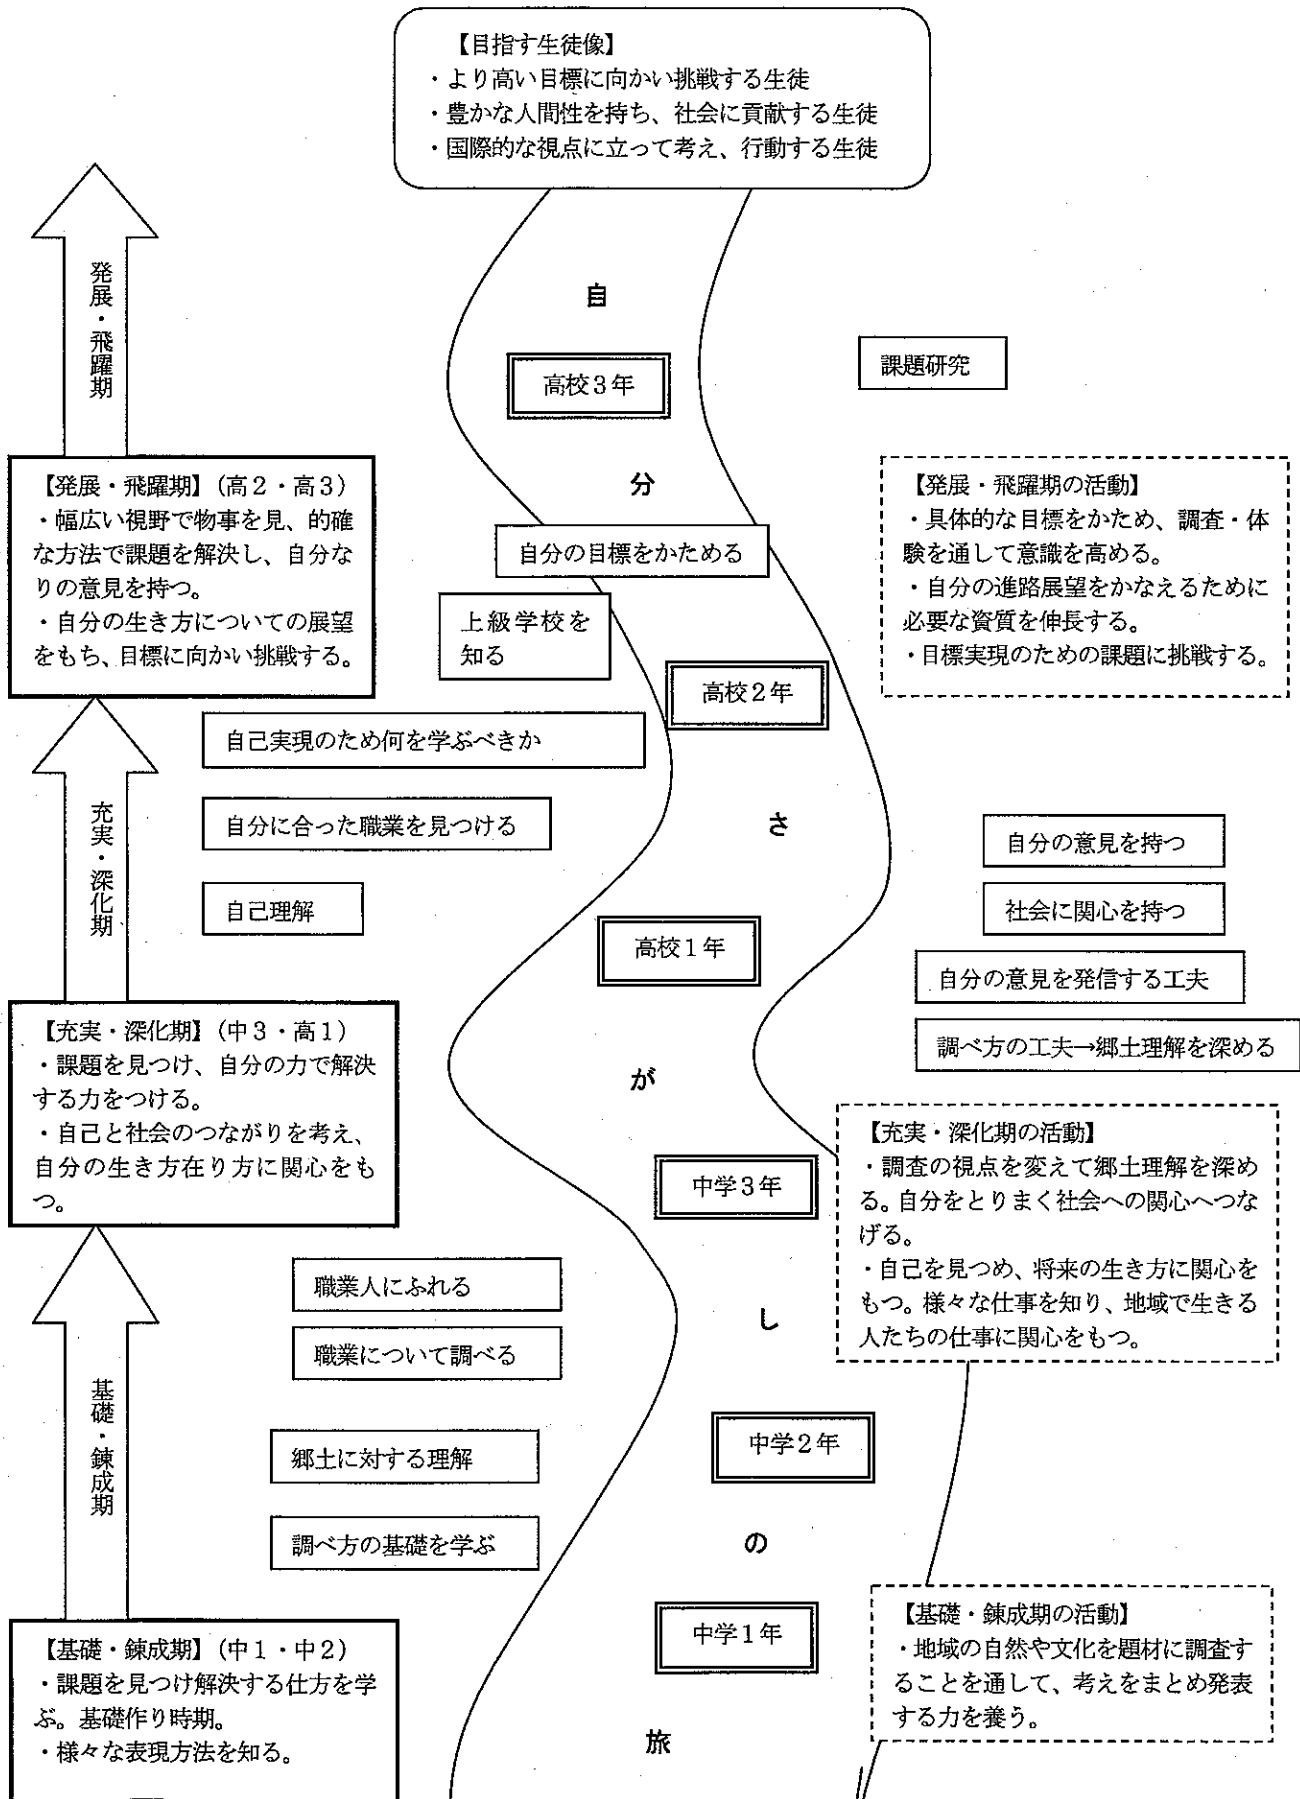 【目指す生徒像】
・より高い目標に向かい挑戦する生徒
・豊かな人間性を持ち、社会に貢献する生徒
・国際的な視点に立って考え、行動する生徒
発展・飛躍期
自
高校３年
課題研究
【発展・飛躍期】（高２・高３）
・幅広い視野で物事を見、的確
な方法で課題を解決し、自分な
りの意見を持つ。
・自分の生き方についての展望
をもち、目標に向かい挑戦する。
分
自分の目標をかためる
上級学校を
知る
【発展・飛躍期の活動】
・具体的な目標をかため、調査・体
験を通して意識を高める。
・自分の進路展望をかなえるために
必要な資質を伸長する。
・目標実現のための課題に挑戦する。
高校２年
自己実現のため何を学ぶべきか
充実・深化期
自分に合った職業を見つける
さ
自分の意見を持つ
自己理解
社会に関心を持つ
高校１年
自分の意見を発信する工夫
調べ方の工夫→郷土理解を深める
【充実・深化期】（中３・高１）
・課題を見つけ、自分の力で解決
する力をつける。
・自己と社会のつながりを考え、
自分の生き方在り方に関心をも
つ。
が
中学３年
【充実・深化期の活動】
・調査の視点を変えて郷土理解を深め
る。自分をとりまく社会への関心へつな
げる。
・自己を見つめ、将来の生き方に関心を
もつ。様々な仕事を知り、地域で生きる
人たちの仕事に関心をもつ。
職業人にふれる
し
職業について調べる
基礎・錬成期
中学２年
郷土に対する理解
の
調べ方の基礎を学ぶ
中学１年
【基礎・錬成期】（中１・中２）
・課題を見つけ解決する仕方を学
ぶ。基礎作り時期。
・様々な表現方法を知る。
【基礎・錬成期の活動】
・地域の自然や文化を題材に調査す
ることを通して、考えをまとめ発表
する力を養う。
旅